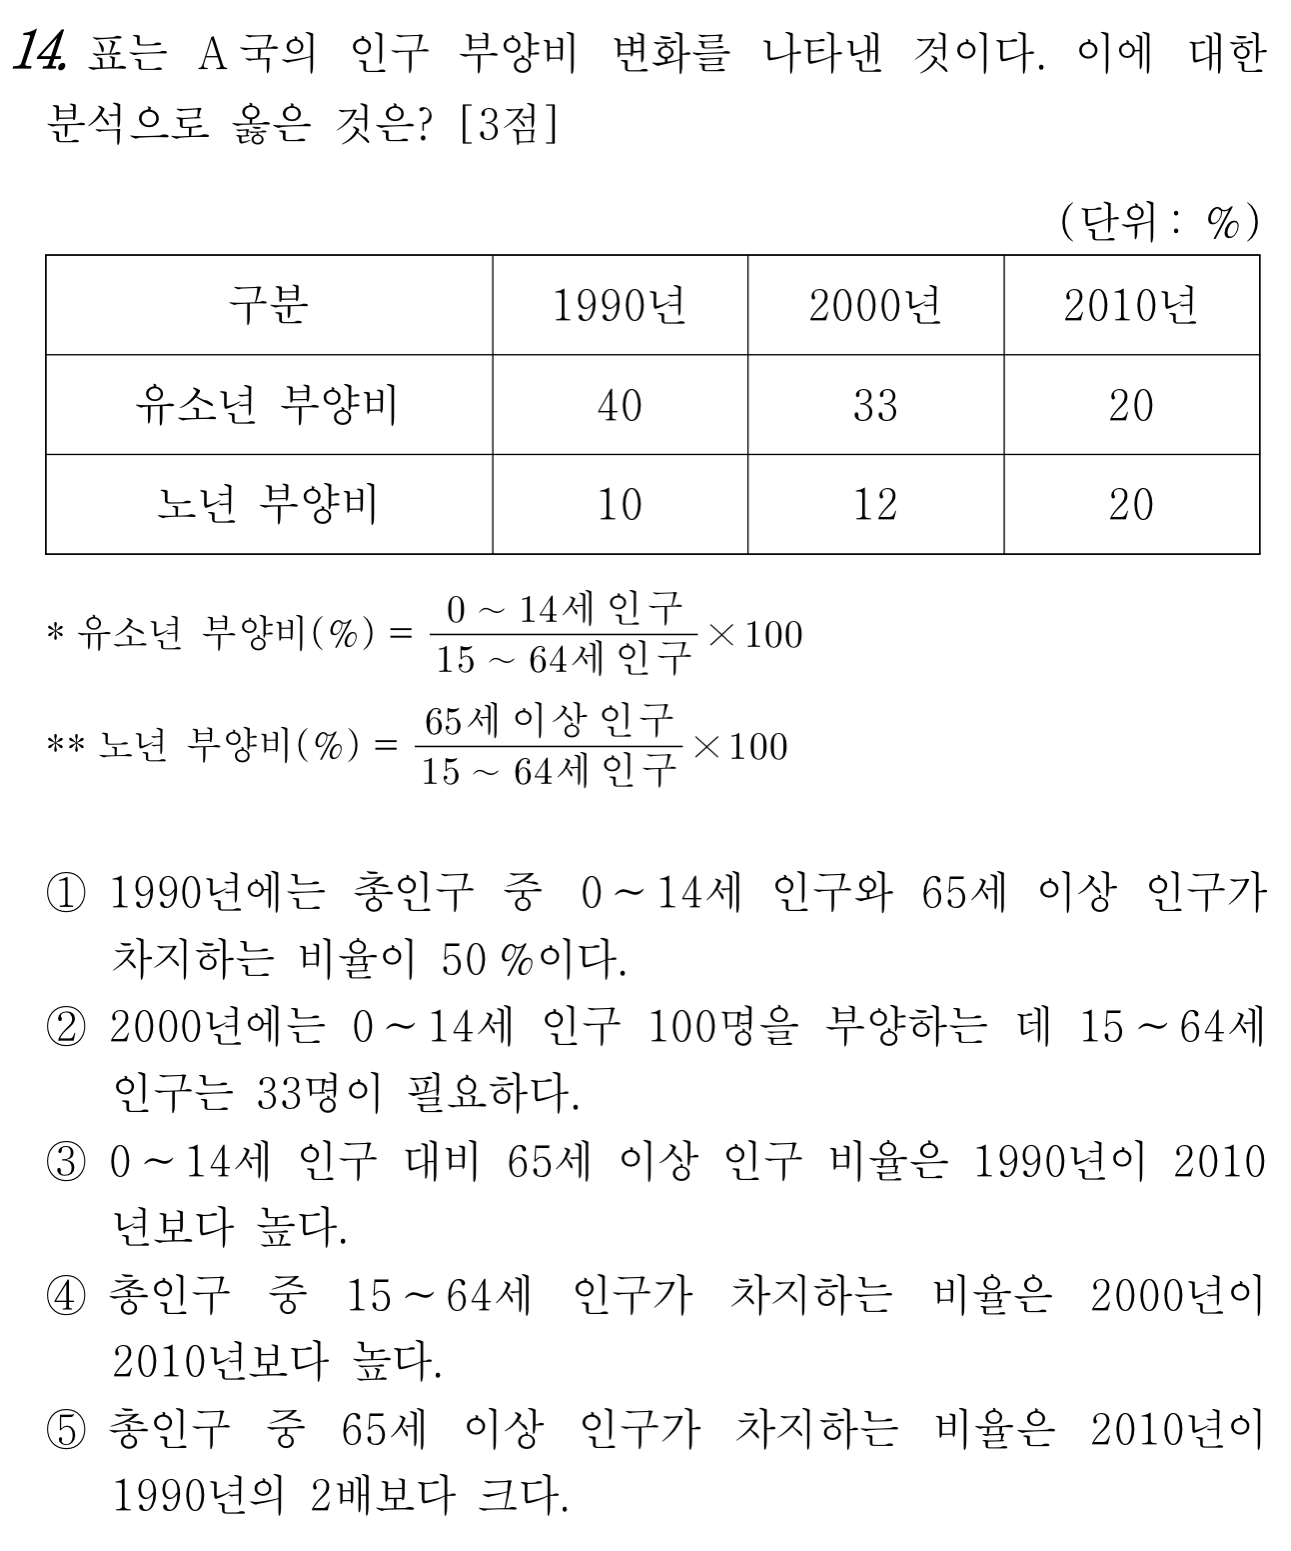 14. 표는 A국의 인구 부양비 변화를 나타낸 것이다. 이에 대한
분석으로 옳은 것은? [3점]
(단위 : %)
구분 1990년 2000년 2010년
유소년 부양비 40 33 20
노년 부양비 10 12 20
* 유소년 부양비(%) = 0 ~ 14세 인구 / 15 ~ 64세 인구 × 100
** 노년 부양비(%) = 65세 이상 인구 / 15 ~ 64세 인구 × 100
① 1990년에는 총인구 중 0 ~ 14세 인구와 65세 이상 인구가
차지하는 비율이 50 %이다.
② 2000년에는 0 ~ 14세 인구 100명을 부양하는 데 15 ~ 64세
인구는 33명이 필요하다.
③ 0 ~ 14세 인구 대비 65세 이상 인구 비율은 1990년이 2010
년보다 높다.
④ 총인구 중 15 ~ 64세 인구가 차지하는 비율은 2000년이
2010년보다 높다.
⑤ 총인구 중 65세 이상 인구가 차지하는 비율은 2010년이
1990년의 2배보다 크다.